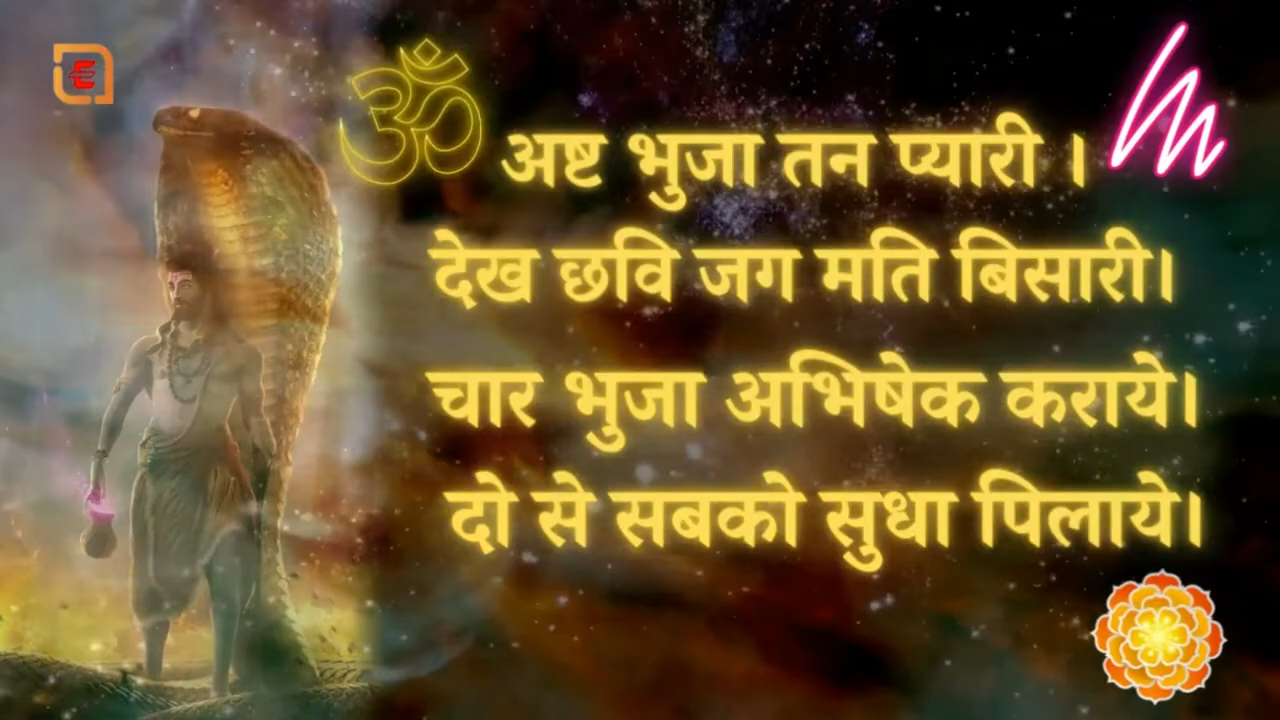 ॐ
अष्ट भुजा तन प्यारी ।
देख छवि जग मति बिसारी।
चार भुजा अभिषेक कराये।
दो से सबको सुधा पिलाये।